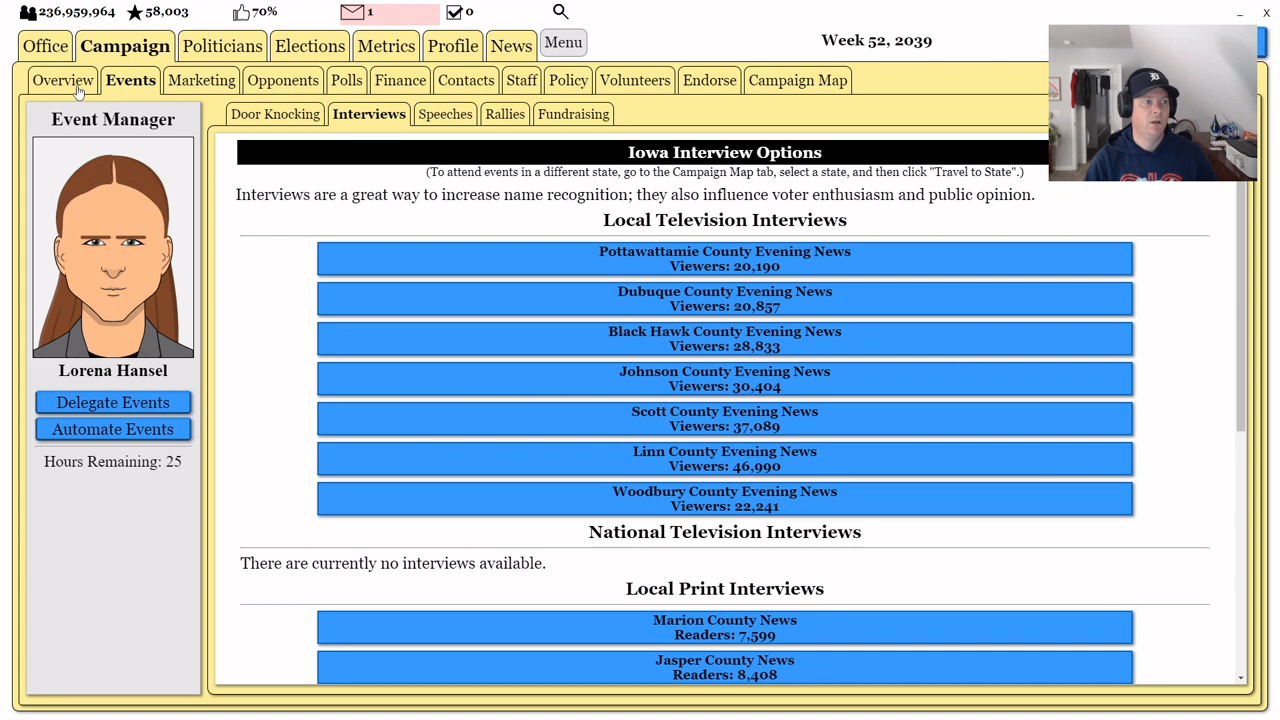 236,959,964 58,003 70% 1 0
_ X
Office Campaign Politicians Elections Metrics Profile News Menu
Week 52, 2039
Overview Events Marketing Opponents Polls Finance Contacts Staff Policy Volunteers Endorse Campaign Map
Event Manager
Lorena Hansel
Delegate Events
Automate Events
Hours Remaining: 25
Door Knocking Interviews Speeches Rallies Fundraising
Iowa Interview Options
(To attend events in a different state, go to the Campaign Map tab, select a state, and then click "Travel to State".)
Interviews are a great way to increase name recognition; they also influence voter enthusiasm and public opinion.
Local Television Interviews
Pottawattamie County Evening News
Viewers: 20,190
Dubuque County Evening News
Viewers: 20,857
Black Hawk County Evening News
Viewers: 28,833
Johnson County Evening News
Viewers: 30,404
Scott County Evening News
Viewers: 37,089
Linn County Evening News
Viewers: 46,990
Woodbury County Evening News
Viewers: 22,241
National Television Interviews
There are currently no interviews available.
Local Print Interviews
Marion County News
Readers: 7,599
Jasper County News
Readers: 8,408